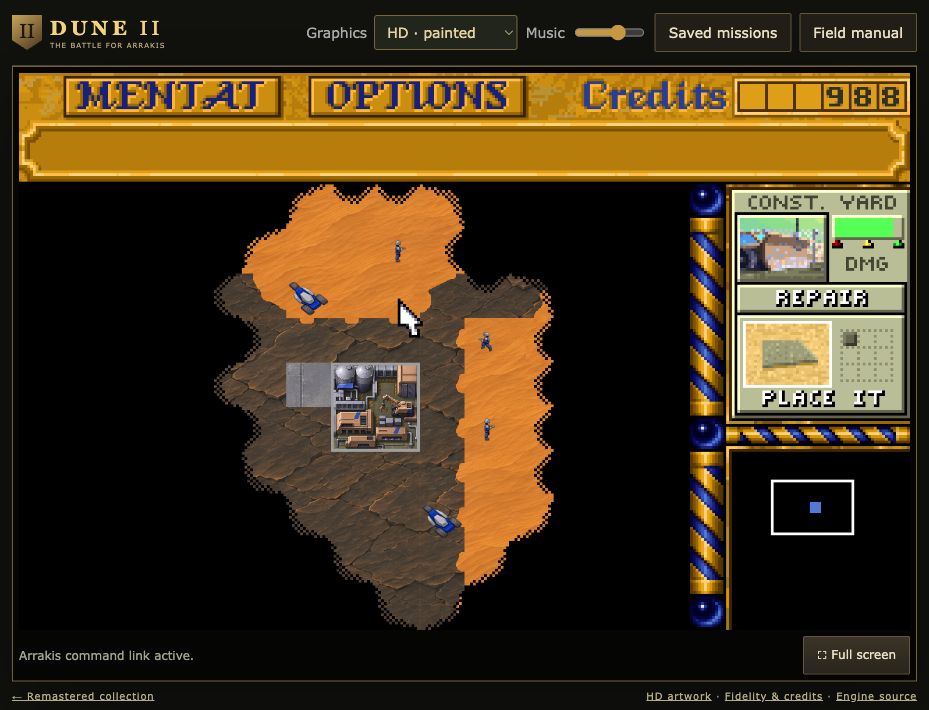 II DUNE II
THE BATTLE FOR ARRAKIS
Graphics HD · painted Music Saved missions Field manual
MENTAT OPTIONS Credits 988
CONST. YARD
DMG
REPAIR
PLACE IT
Arrakis command link active. Full screen
← Remastered collection HD artwork · Fidelity & credits · Engine source